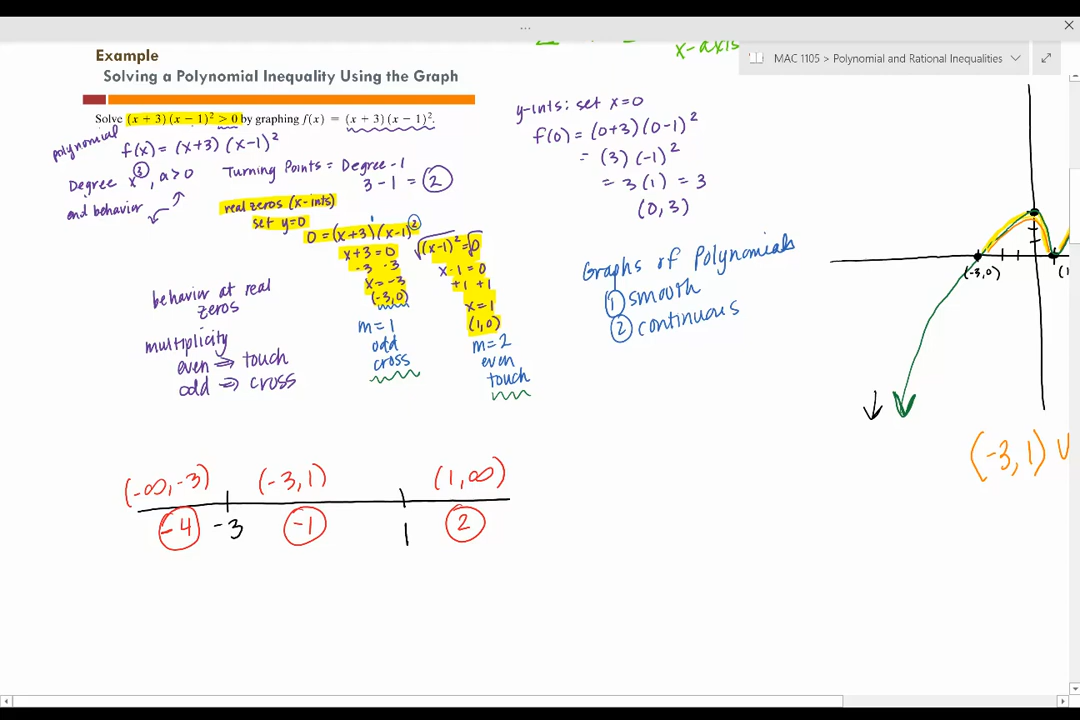 x-axis
MAC 1105 > Polynomial and Rational Inequalities
Example
Solving a Polynomial Inequality Using the Graph
Solve (x + 3)(x − 1)² > 0 by graphing f(x) = (x + 3)(x − 1)².
polynomial
f(x) = (x+3)(x-1)²
Degree x³, a>0
end behavior
Turning Points = Degree -1
3-1 = 2
real zeros (x-ints)
set y=0
0 = (x+3)¹(x-1)²
x+3=0
-3 -3
x=-3
(-3,0)
m=1
odd
cross
√(x-1)² = √0
x-1=0
+1 +1
x=1
(1,0)
m=2
even
touch
behavior at real
zeros
multiplicity
even ⇒ touch
odd ⇒ cross
y-ints: set x=0
f(0) = (0+3)(0-1)²
= (3)(-1)²
= 3(1) = 3
(0,3)
Graphs of Polynomials
① smooth
② continuous
(-3,0)
(1
(-3,1) ∪
(-∞,-3) (-3,1) (1,∞)
-4 -3 -1 1 2